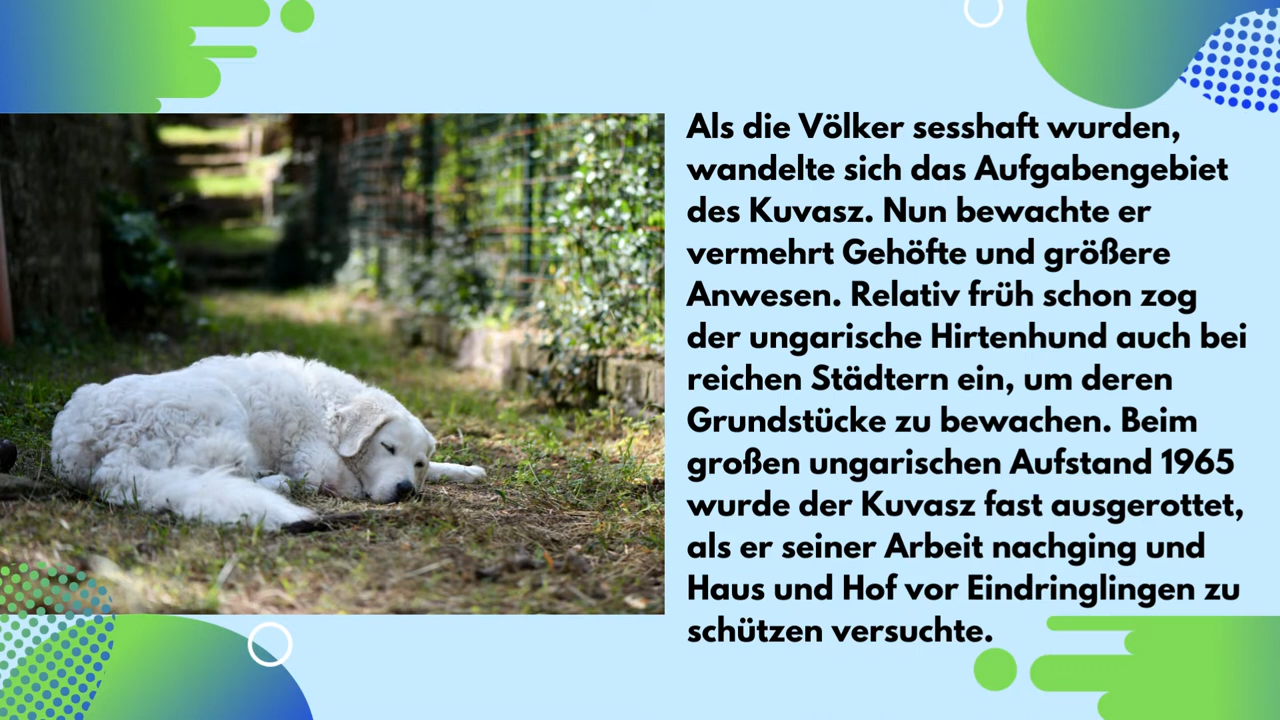 Als die Völker sesshaft wurden,
wandelte sich das Aufgabengebiet
des Kuvasz. Nun bewachte er
vermehrt Gehöfte und größere
Anwesen. Relativ früh schon zog
der ungarische Hirtenhund auch bei
reichen Städtern ein, um deren
Grundstücke zu bewachen. Beim
großen ungarischen Aufstand 1965
wurde der Kuvasz fast ausgerottet,
als er seiner Arbeit nachging und
Haus und Hof vor Eindringlingen zu
schützen versuchte.